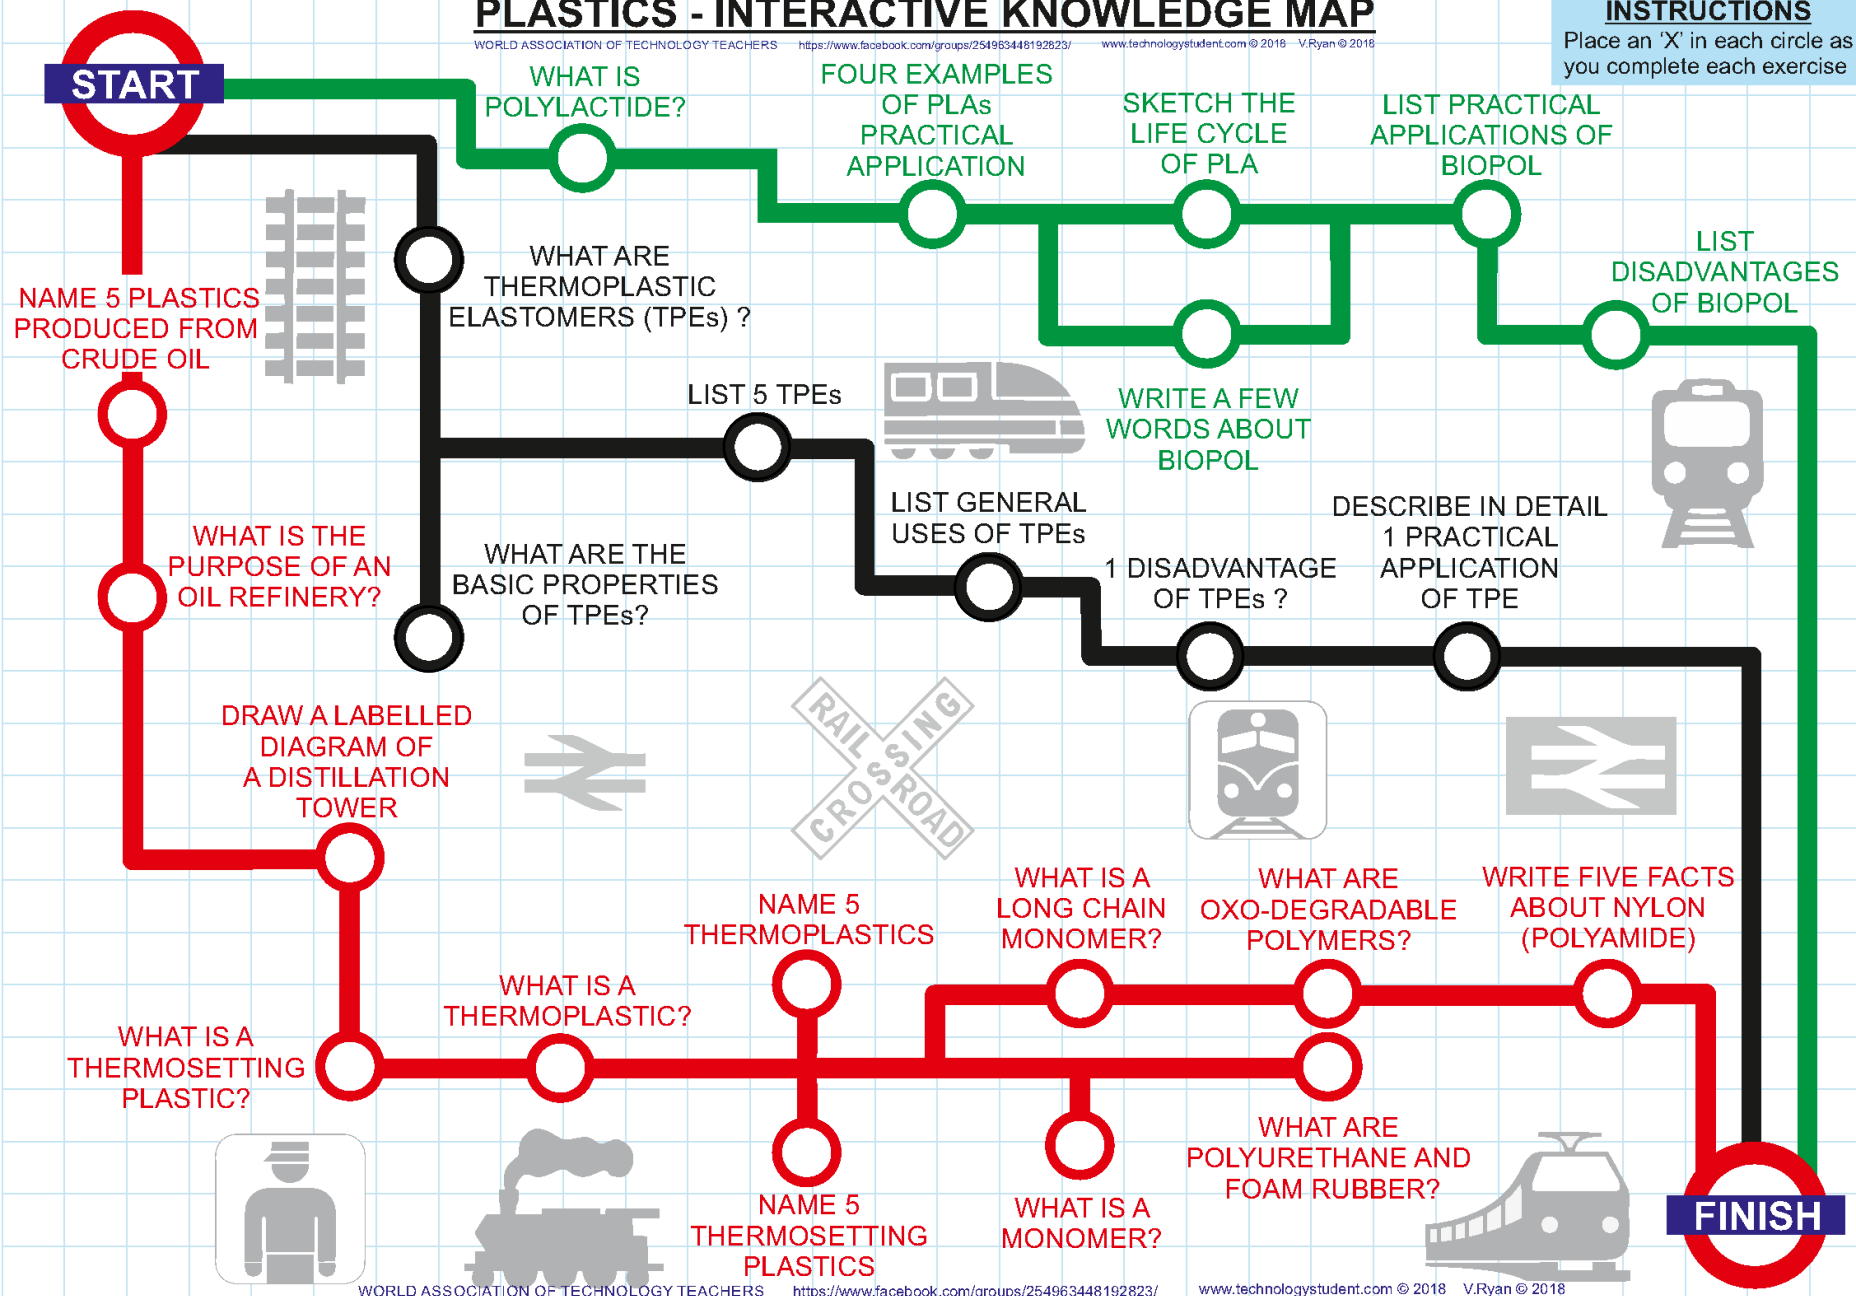 PLASTICS - INTERACTIVE KNOWLEDGE MAP
WORLD ASSOCIATION OF TECHNOLOGY TEACHERS https://www.facebook.com/groups/254963448192823/ www.technologystudent.com © 2018 V.Ryan © 2018
INSTRUCTIONS
Place an ‘X’ in each circle as
you complete each exercise
START
WHAT IS
POLYLACTIDE?
FOUR EXAMPLES
OF PLAs
PRACTICAL
APPLICATION
SKETCH THE
LIFE CYCLE
OF PLA
LIST PRACTICAL
APPLICATIONS OF
BIOPOL
LIST
DISADVANTAGES
OF BIOPOL
WRITE A FEW
WORDS ABOUT
BIOPOL
WHAT ARE
THERMOPLASTIC
ELASTOMERS (TPEs) ?
NAME 5 PLASTICS
PRODUCED FROM
CRUDE OIL
LIST 5 TPEs
LIST GENERAL
USES OF TPEs
DESCRIBE IN DETAIL
1 PRACTICAL
APPLICATION
OF TPE
1 DISADVANTAGE
OF TPEs ?
WHAT IS THE
PURPOSE OF AN
OIL REFINERY?
WHAT ARE THE
BASIC PROPERTIES
OF TPEs?
DRAW A LABELLED
DIAGRAM OF
A DISTILLATION
TOWER
RAIL ROAD
CROSSING
WHAT IS A
LONG CHAIN
MONOMER?
WHAT ARE
OXO-DEGRADABLE
POLYMERS?
WRITE FIVE FACTS
ABOUT NYLON
(POLYAMIDE)
NAME 5
THERMOPLASTICS
WHAT IS A
THERMOPLASTIC?
WHAT IS A
THERMOSETTING
PLASTIC?
WHAT ARE
POLYURETHANE AND
FOAM RUBBER?
NAME 5
THERMOSETTING
PLASTICS
WHAT IS A
MONOMER?
FINISH
WORLD ASSOCIATION OF TECHNOLOGY TEACHERS https://www.facebook.com/groups/254963448192823/ www.technologystudent.com © 2018 V.Ryan © 2018